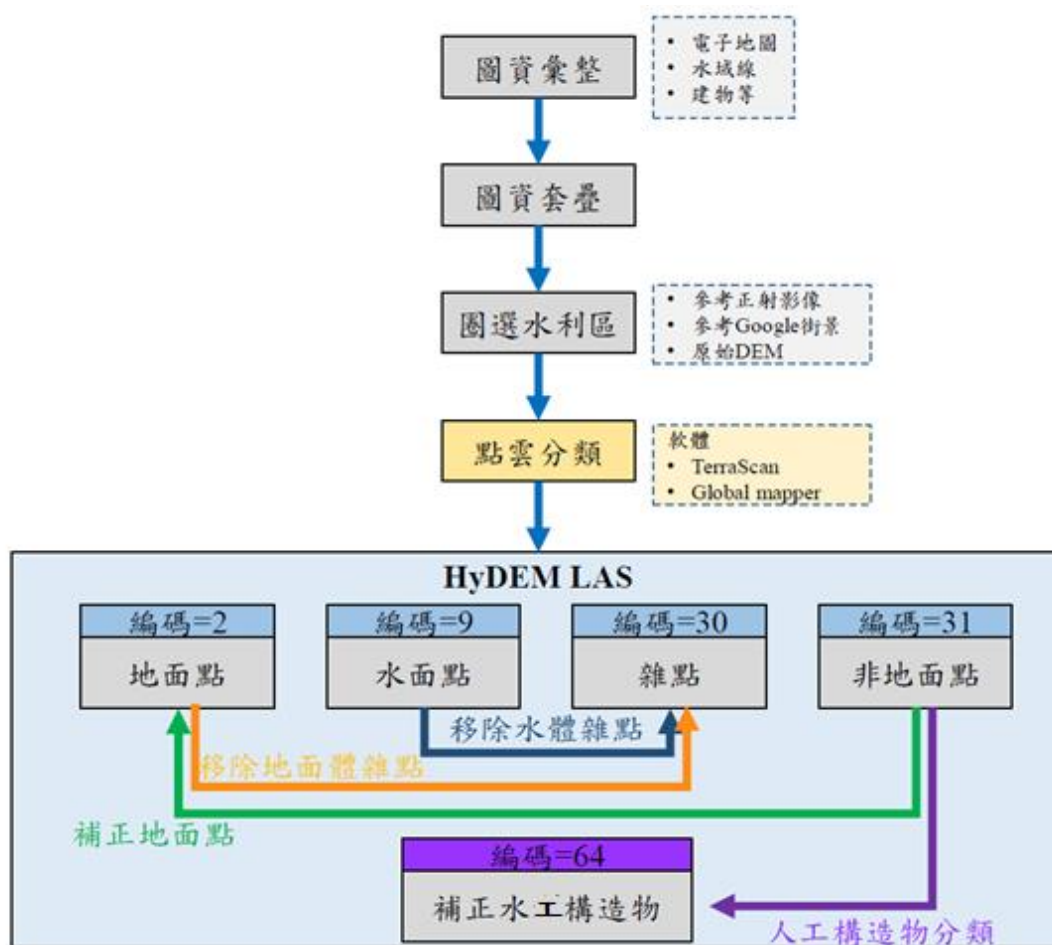 圖資彙整
• 電子地圖
• 水域線
• 建物等
圖資套疊
圈選水利區
• 參考正射影像
• 參考Google街景
• 原始DEM
點雲分類
軟體
• TerraScan
• Global mapper
HyDEM LAS
編碼=2
地面點
編碼=9
水面點
編碼=30
雜點
編碼=31
非地面點
移除水體雜點
移除地面體雜點
補正地面點
編碼=64
補正水工構造物
人工構造物分類